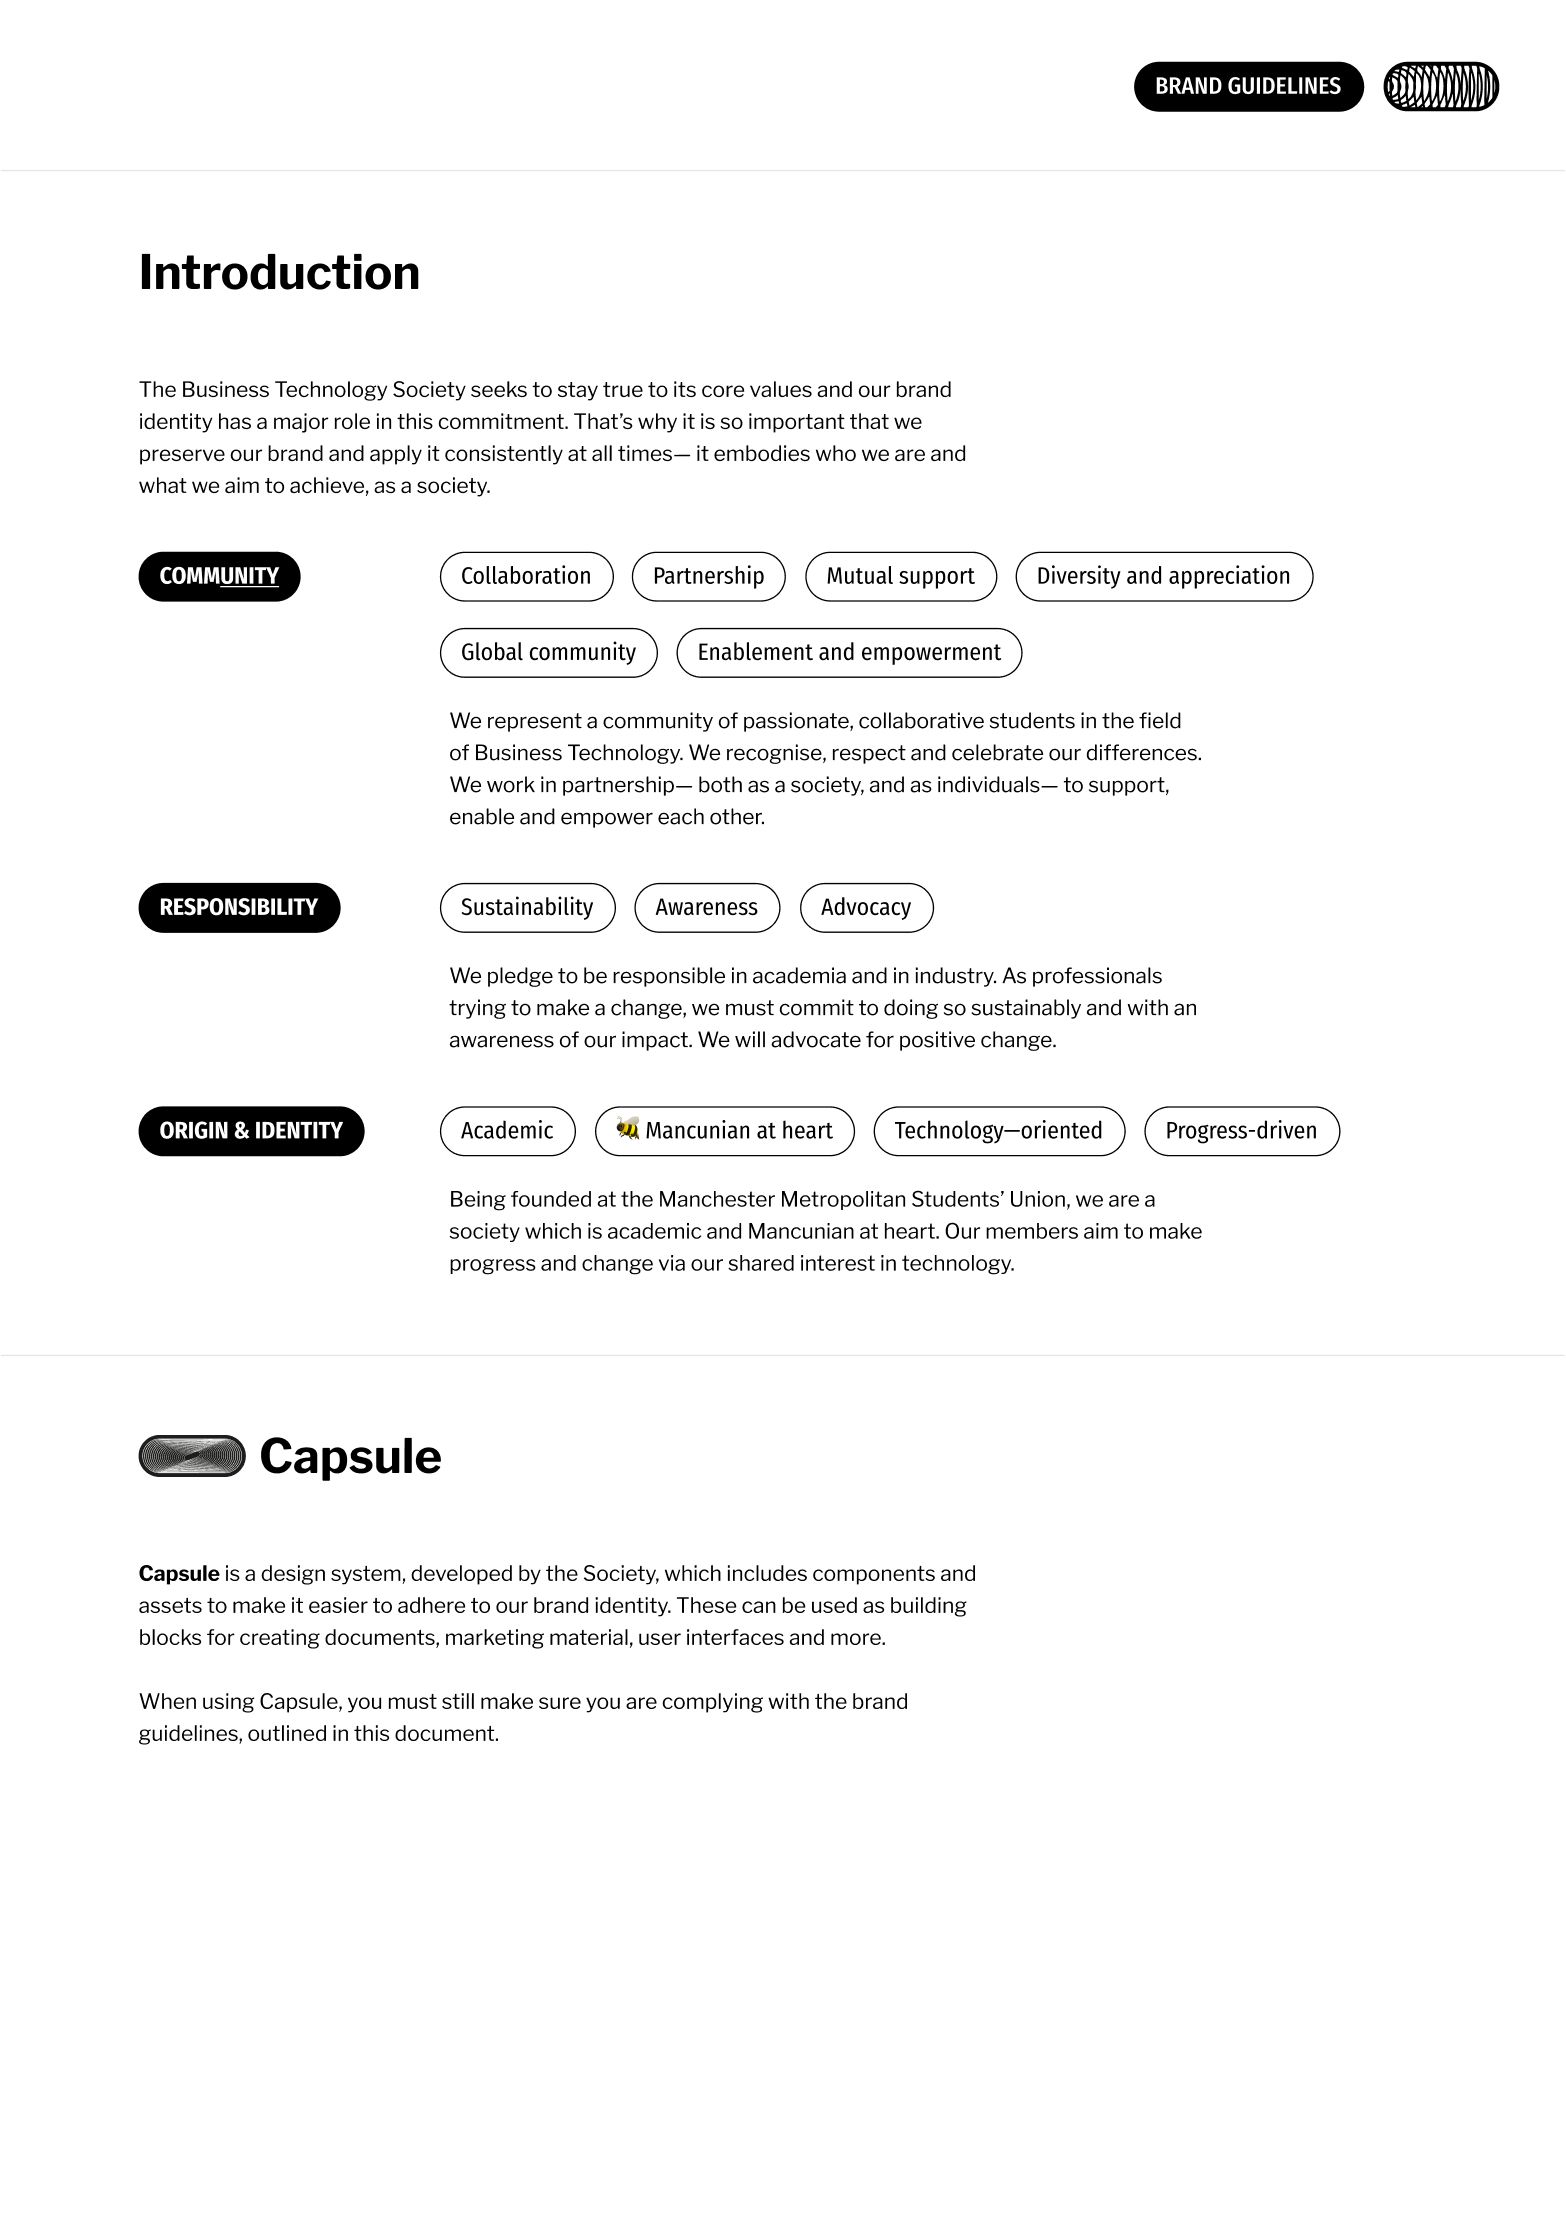 BRAND GUIDELINES
Introduction
The Business Technology Society seeks to stay true to its core values and our brand
identity has a major role in this commitment. That’s why it is so important that we
preserve our brand and apply it consistently at all times— it embodies who we are and
what we aim to achieve, as a society.
COMMUNITY
Collaboration Partnership Mutual support Diversity and appreciation
Global community Enablement and empowerment
We represent a community of passionate, collaborative students in the field
of Business Technology. We recognise, respect and celebrate our differences.
We work in partnership— both as a society, and as individuals— to support,
enable and empower each other.
RESPONSIBILITY
Sustainability Awareness Advocacy
We pledge to be responsible in academia and in industry. As professionals
trying to make a change, we must commit to doing so sustainably and with an
awareness of our impact. We will advocate for positive change.
ORIGIN & IDENTITY
Academic 🐝 Mancunian at heart Technology—oriented Progress-driven
Being founded at the Manchester Metropolitan Students’ Union, we are a
society which is academic and Mancunian at heart. Our members aim to make
progress and change via our shared interest in technology.
Capsule
Capsule is a design system, developed by the Society, which includes components and
assets to make it easier to adhere to our brand identity. These can be used as building
blocks for creating documents, marketing material, user interfaces and more.
When using Capsule, you must still make sure you are complying with the brand
guidelines, outlined in this document.